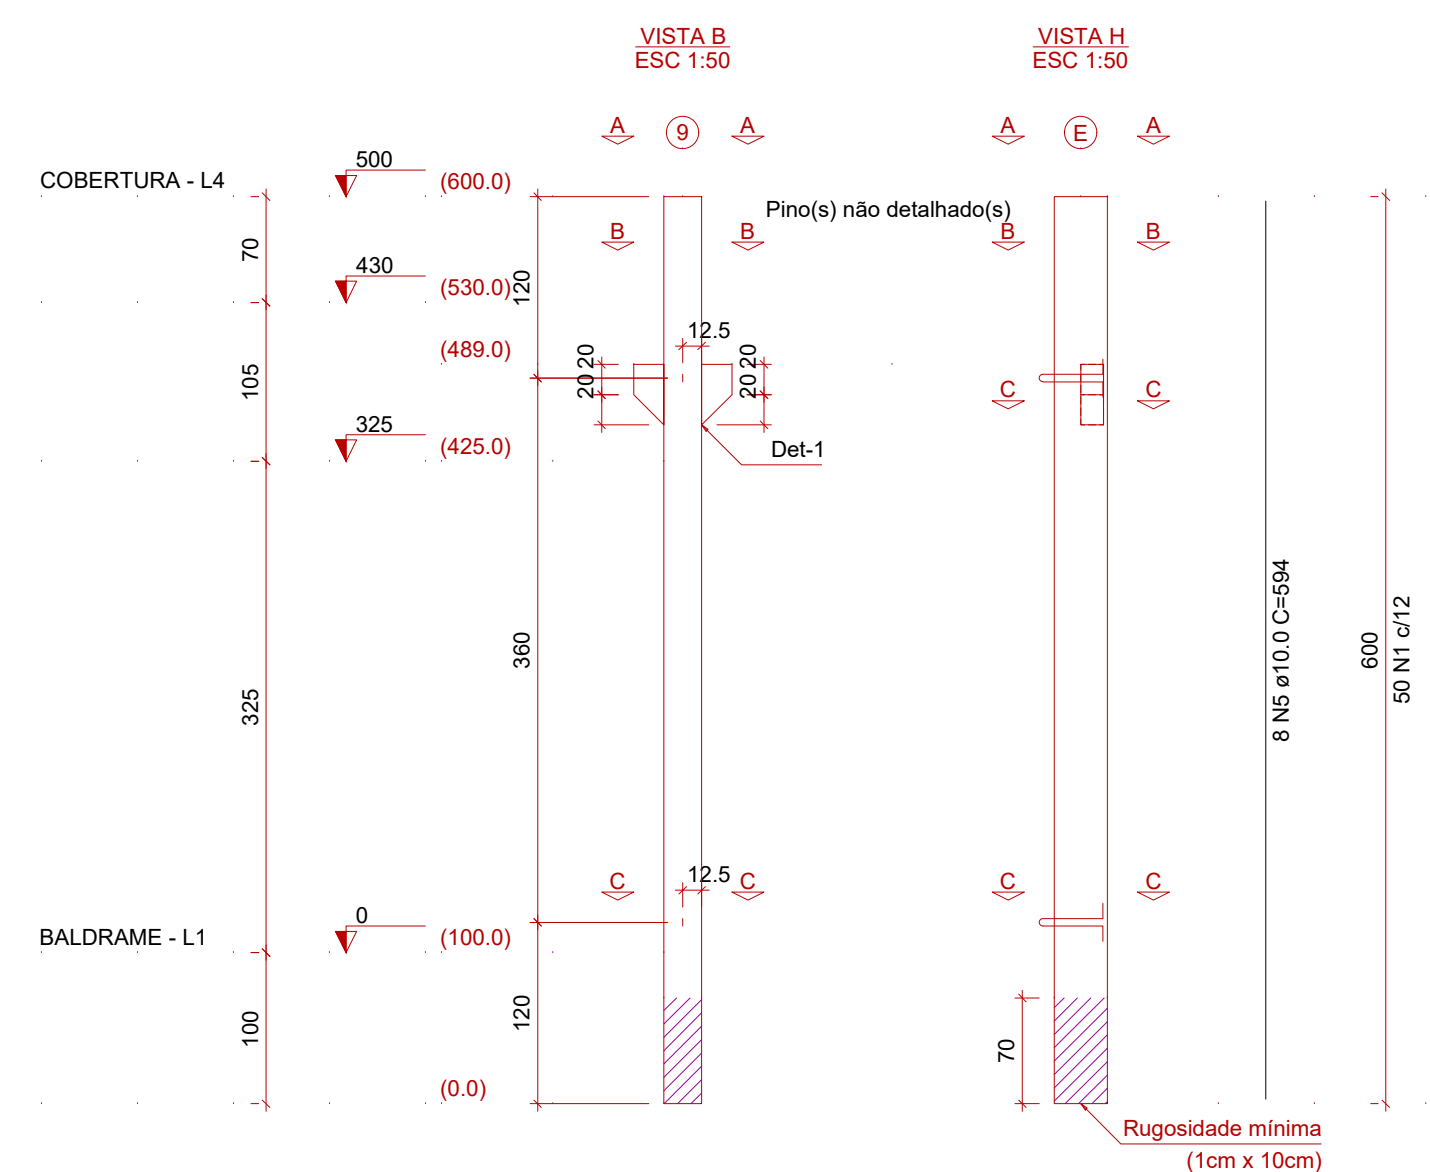 VISTA B
ESC 1:50
VISTA H
ESC 1:50
A
9
A
A
E
A
COBERTURA - L4
500
(600.0)
Pino(s) não detalhado(s)
B
B
B
B
70
430
(530.0)
120
12.5
(489.0)
20
20
20
20
105
C
C
325
(425.0)
Det-1
8 N5 ø10.0 C=594
600
50 N1 c/12
360
325
12.5
C
C
C
C
0
BALDRAME - L1
(100.0)
120
100
70
(0.0)
Rugosidade mínima
(1cm x 10cm)